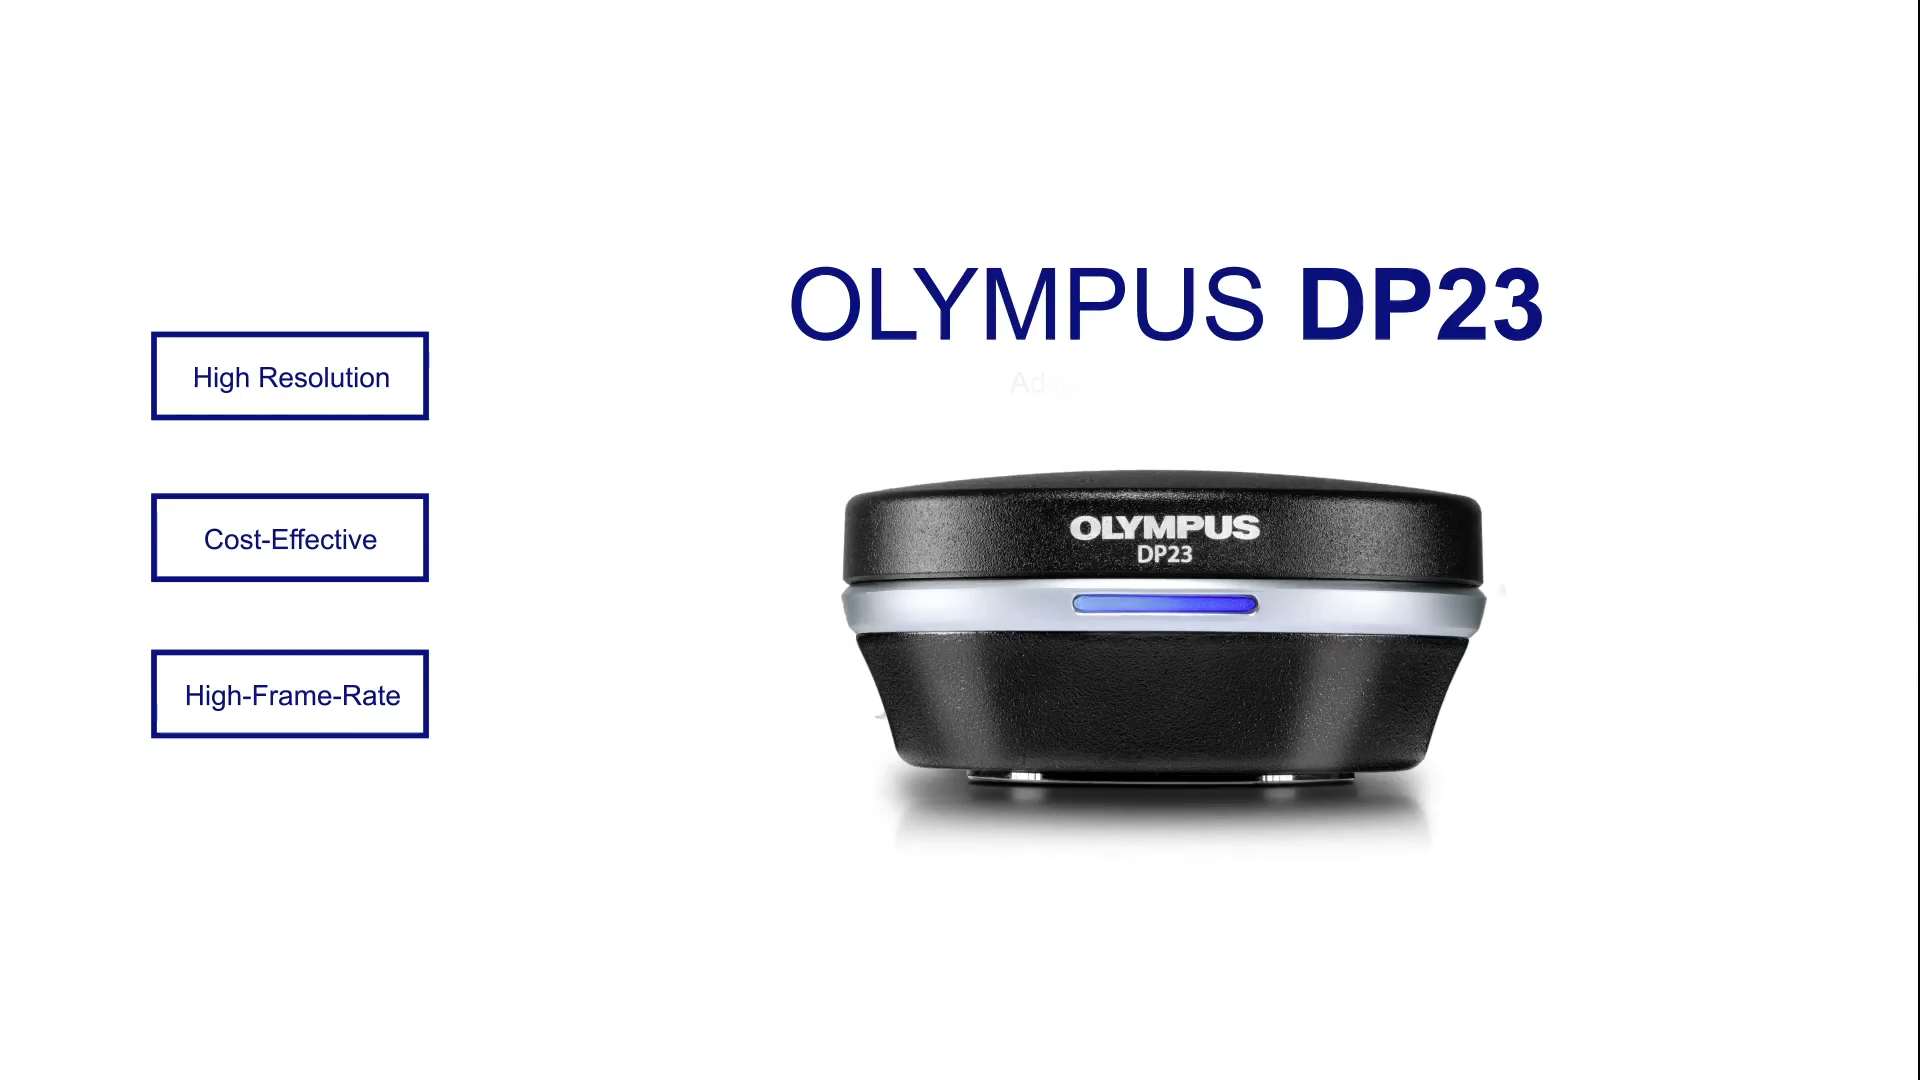 OLYMPUS DP23
High Resolution
Cost-Effective
High-Frame-Rate
OLYMPUS
DP23